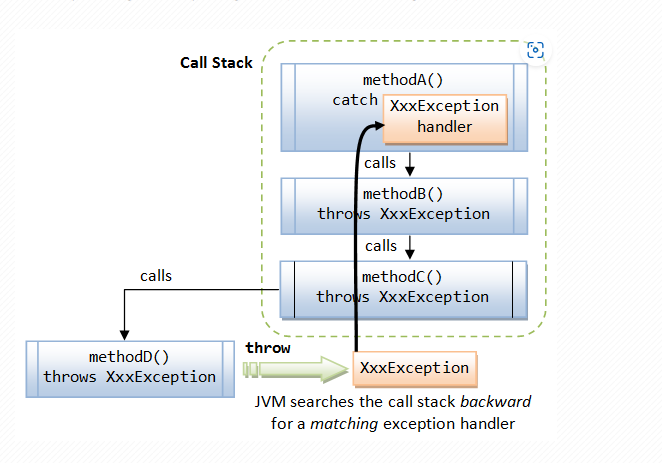 Call Stack
methodA()
catch
XxxException
handler
calls
methodB()
throws XxxException
calls
methodC()
throws XxxException
calls
methodD()
throws XxxException
throw
XxxException
JVM searches the call stack backward
for a matching exception handler